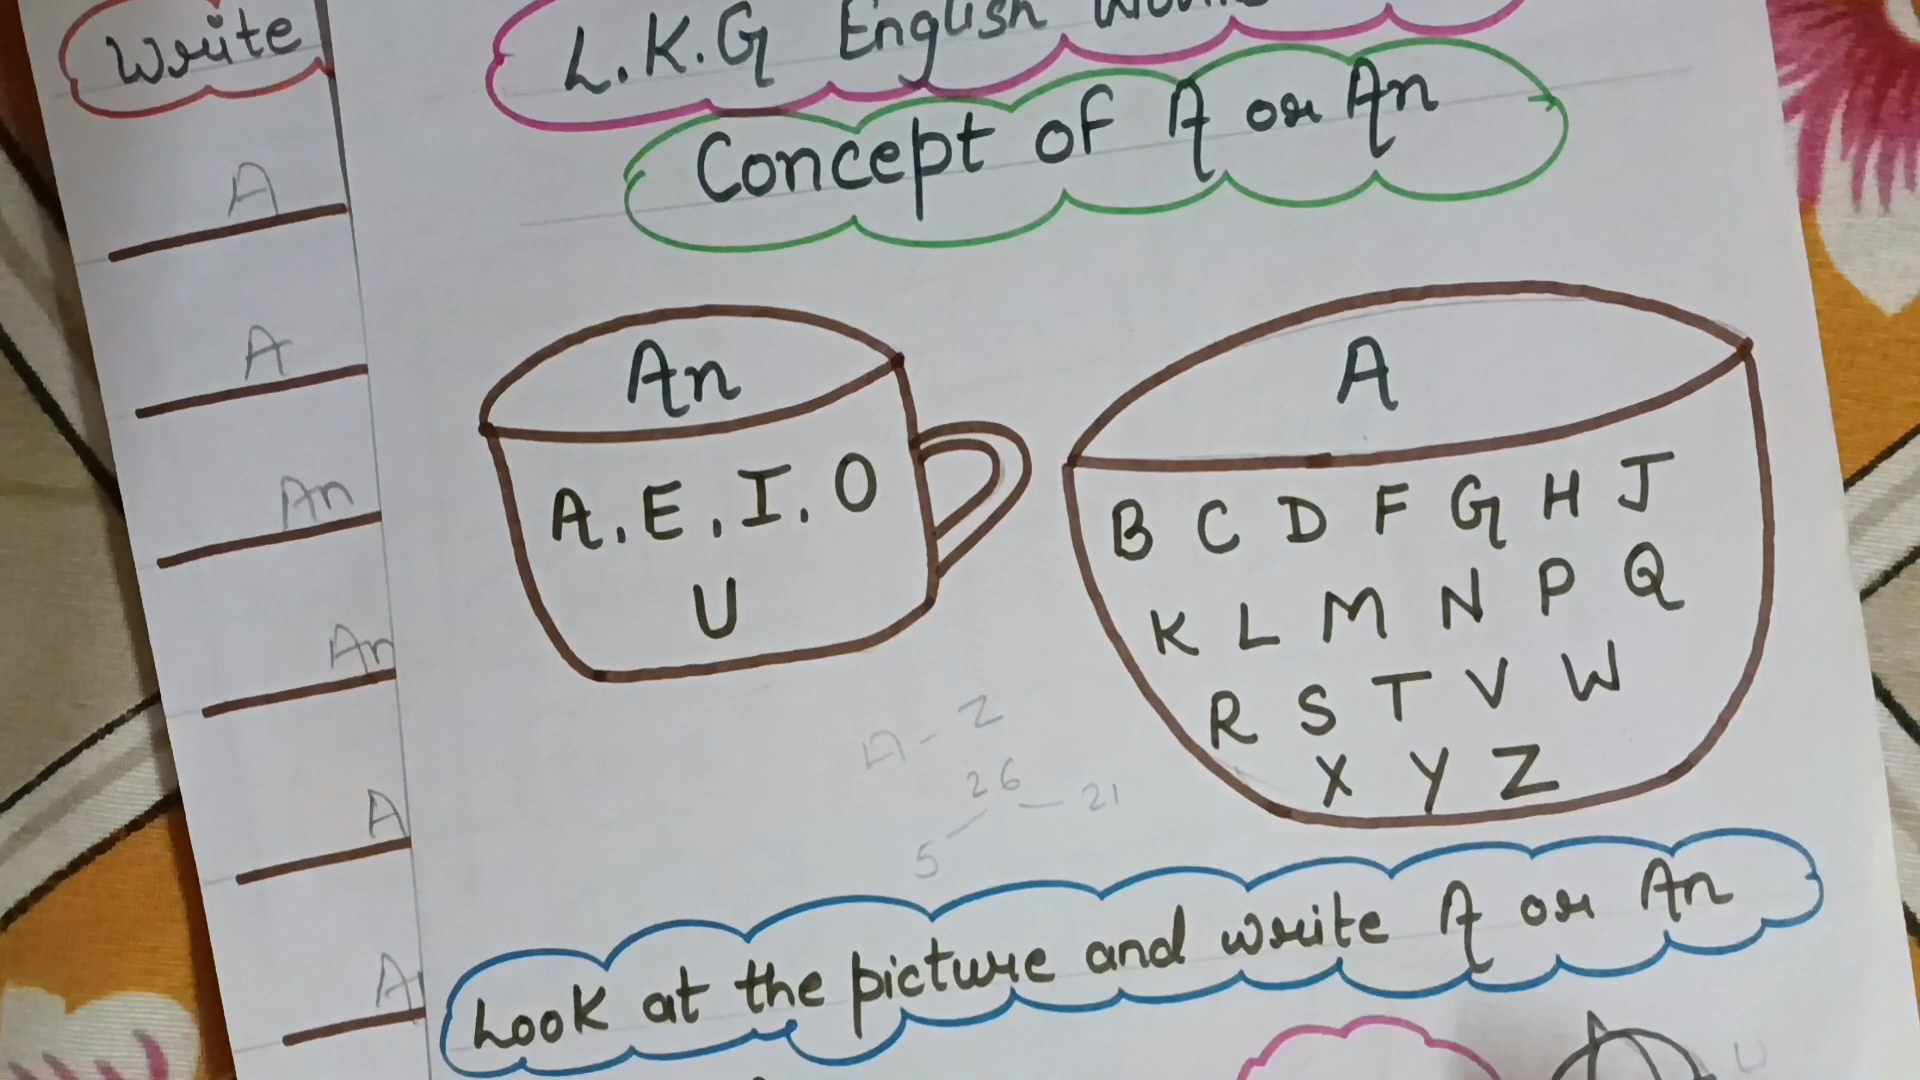 Write
A
A
An
An
A
L.K.G English
Concept of A or An
An
A, E, I, O
U
A
B C D F G H J
K L M N P Q
R S T V W
X Y Z
A - Z
26
21
5
Look at the picture and write A or An